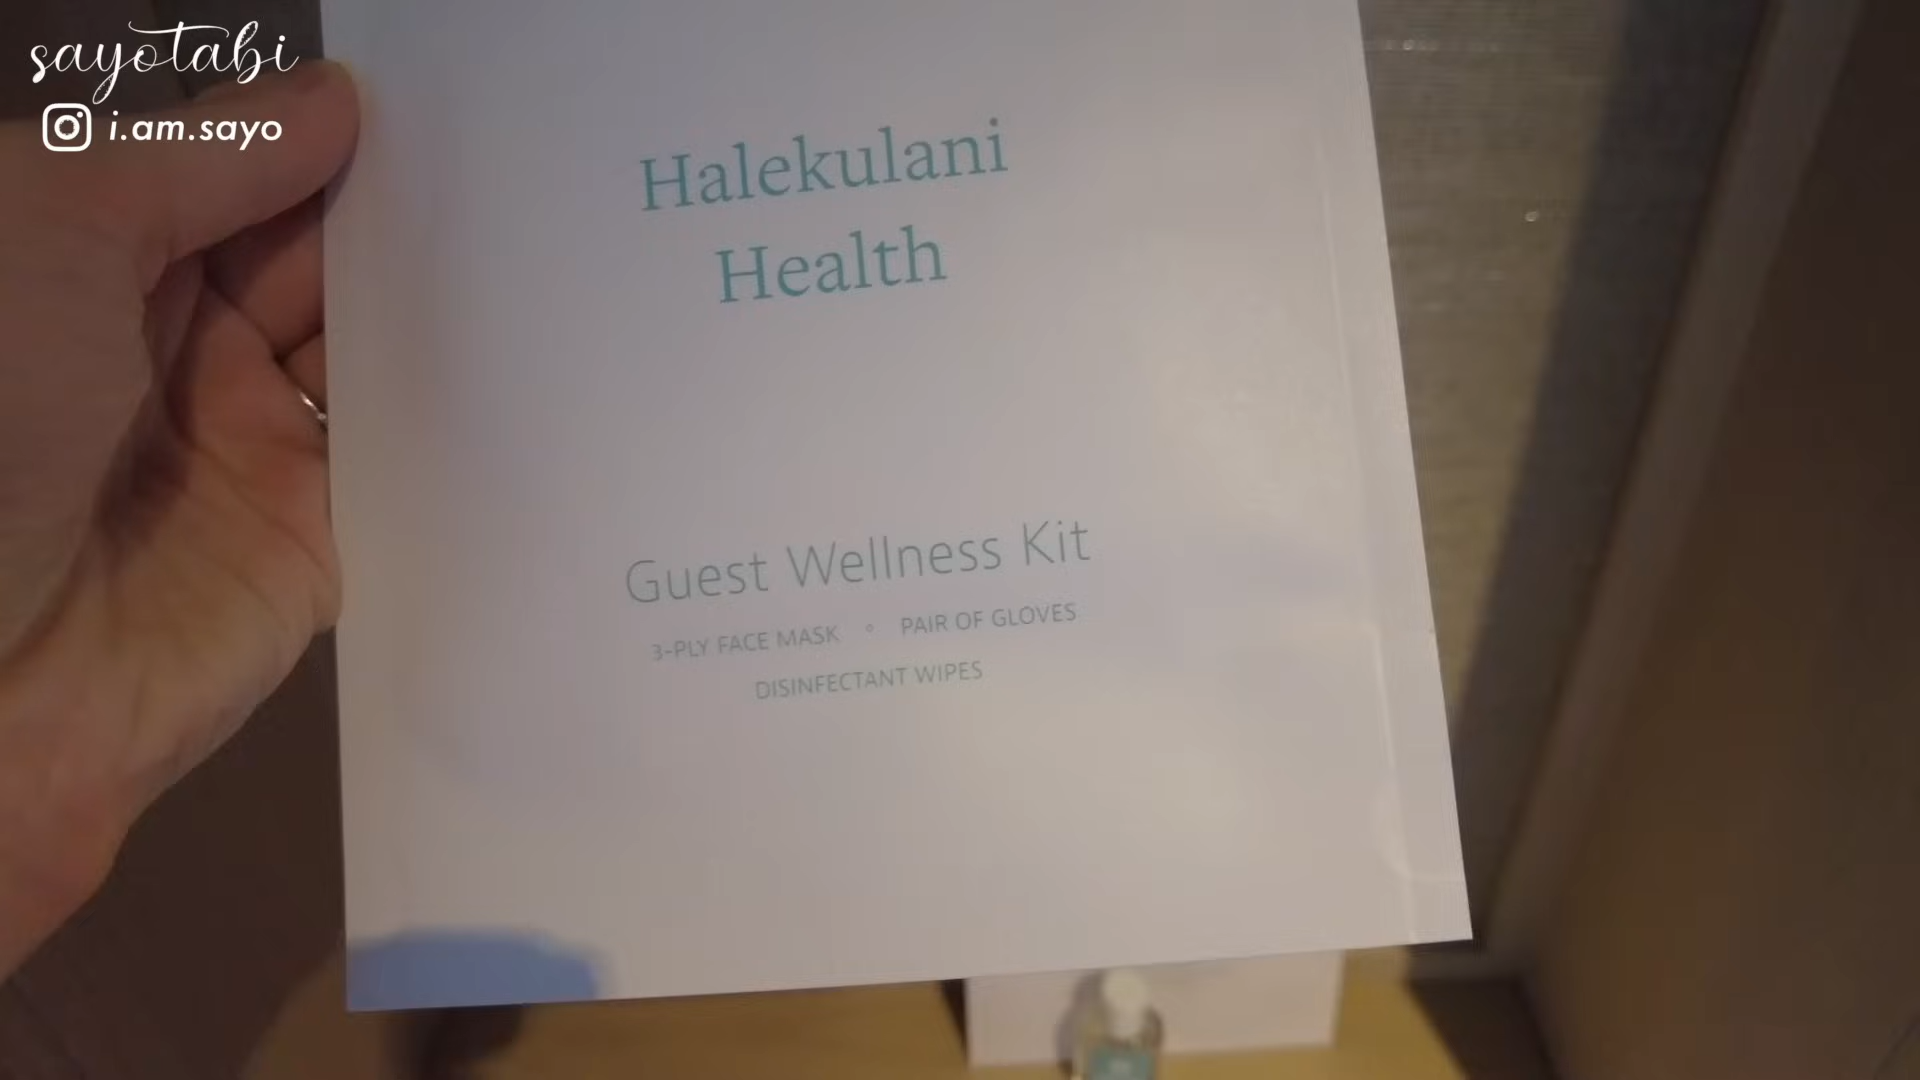 sayotabi
i.am.sayo
Halekulani
Health
Guest Wellness Kit
3-PLY FACE MASK ° PAIR OF GLOVES
DISINFECTANT WIPES